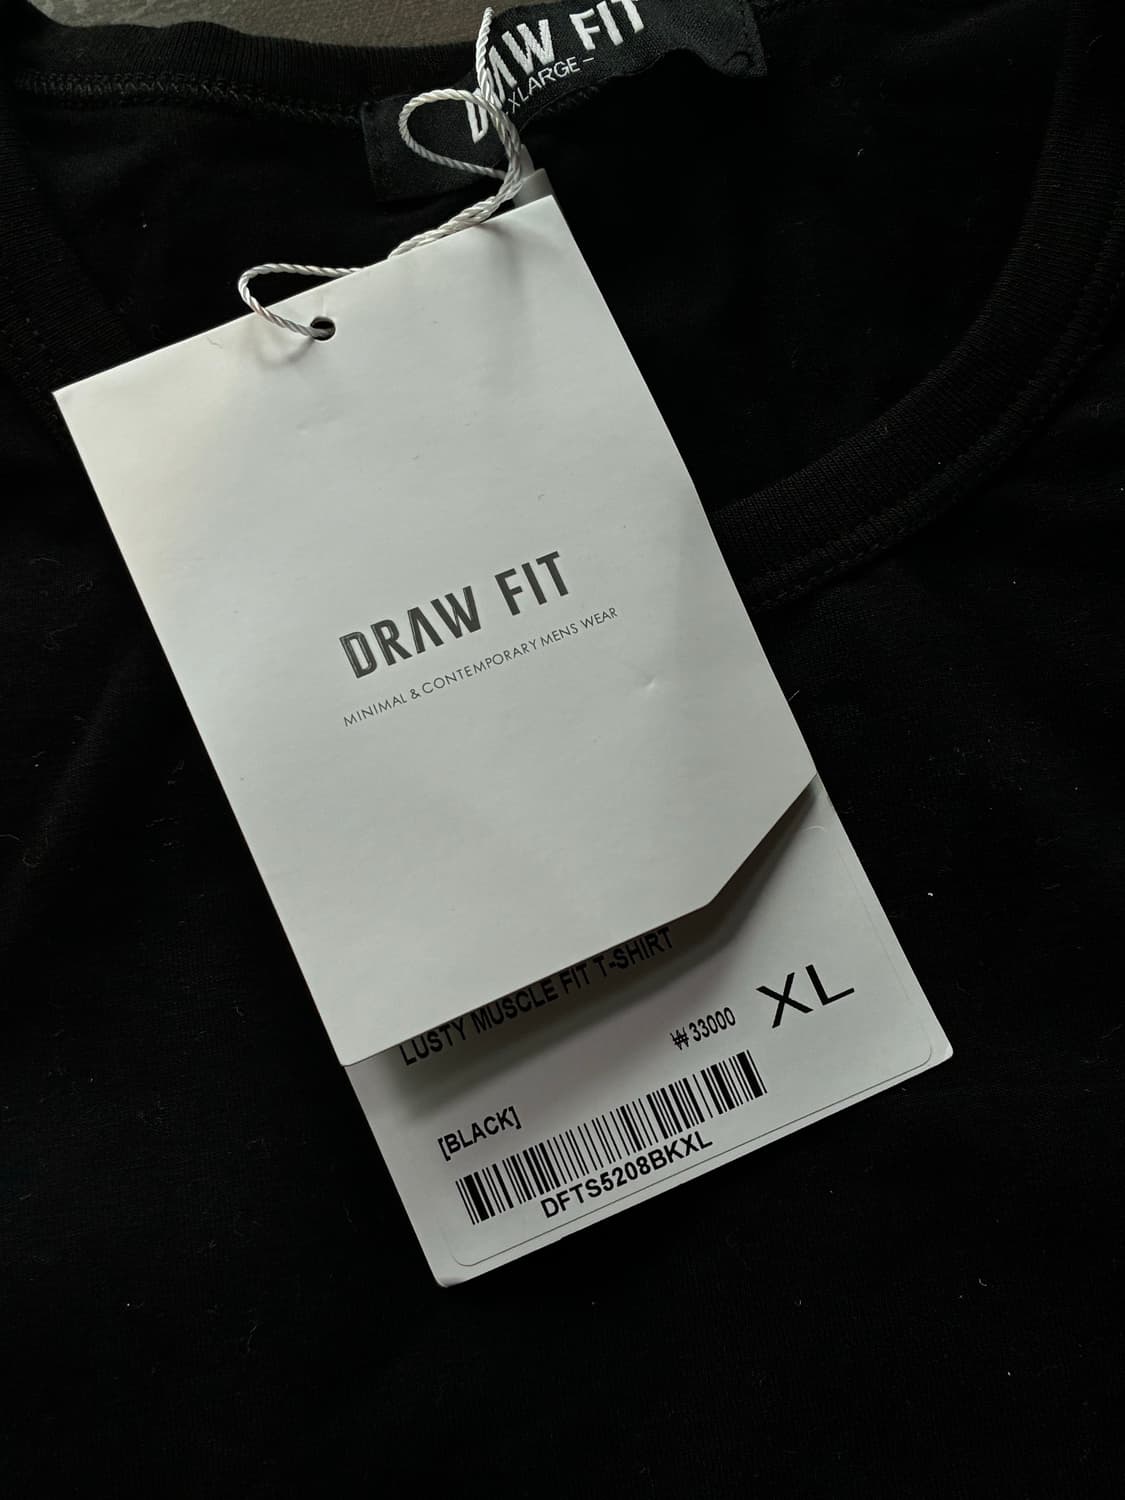 DRAW FIT
XLARGE –
DRAW FIT
MINIMAL & CONTEMPORARY MENS WEAR
LUSTY MUSCLE FIT T-SHIRT
XL
₩33000
[BLACK]
DFTS5208BKXL